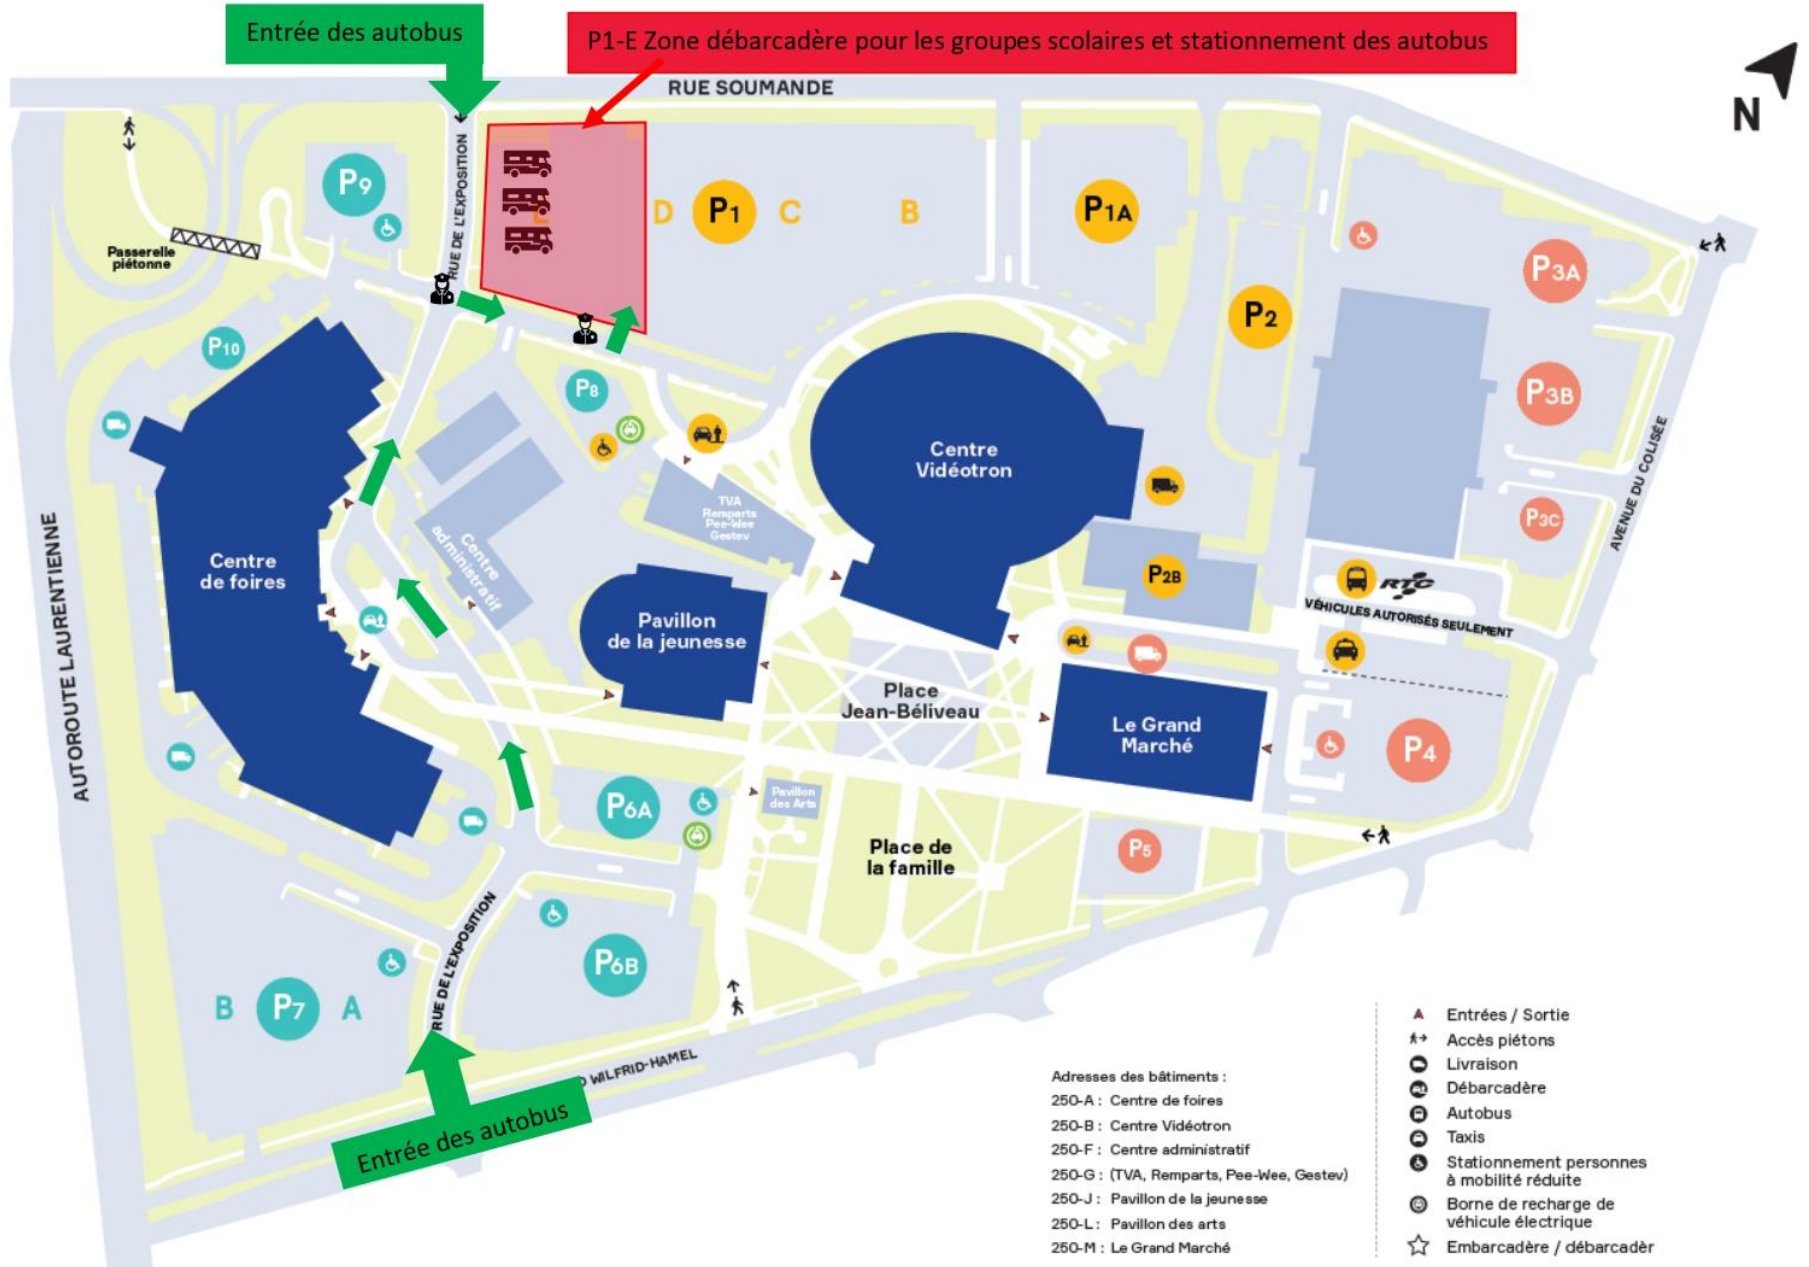 Entrée des autobus
P1-E Zone débarcadère pour les groupes scolaires et stationnement des autobus
RUE SOUMANDE
N
RUE DE L'EXPOSITION
P9
D
P1
C
B
P1A
P3A
Passerelle
piétonne
P2
P10
P8
P3B
AVENUE DU COLISÉE
Centre
Vidéotron
TVA
Remparts
Pee-Wee
Gestev
P3C
AUTOROUTE LAURENTIENNE
Centre
de foires
Centre
administratif
P2B
RTC
VÉHICULES AUTORISÉS SEULEMENT
Pavillon
de la jeunesse
Place
Jean-Béliveau
Le Grand
Marché
P4
P6A
Pavillon
des Arts
Place de
la famille
P5
RUE DE L'EXPOSITION
P6B
B
P7
A
WILFRID-HAMEL
Entrée des autobus
Adresses des bâtiments :
250-A : Centre de foires
250-B : Centre Vidéotron
250-F : Centre administratif
250-G : (TVA, Remparts, Pee-Wee, Gestev)
250-J : Pavillon de la jeunesse
250-L : Pavillon des arts
250-M : Le Grand Marché
Entrées / Sortie
Accès piétons
Livraison
Débarcadère
Autobus
Taxis
Stationnement personnes
à mobilité réduite
Borne de recharge de
véhicule électrique
Embarcadère / débarcadèr